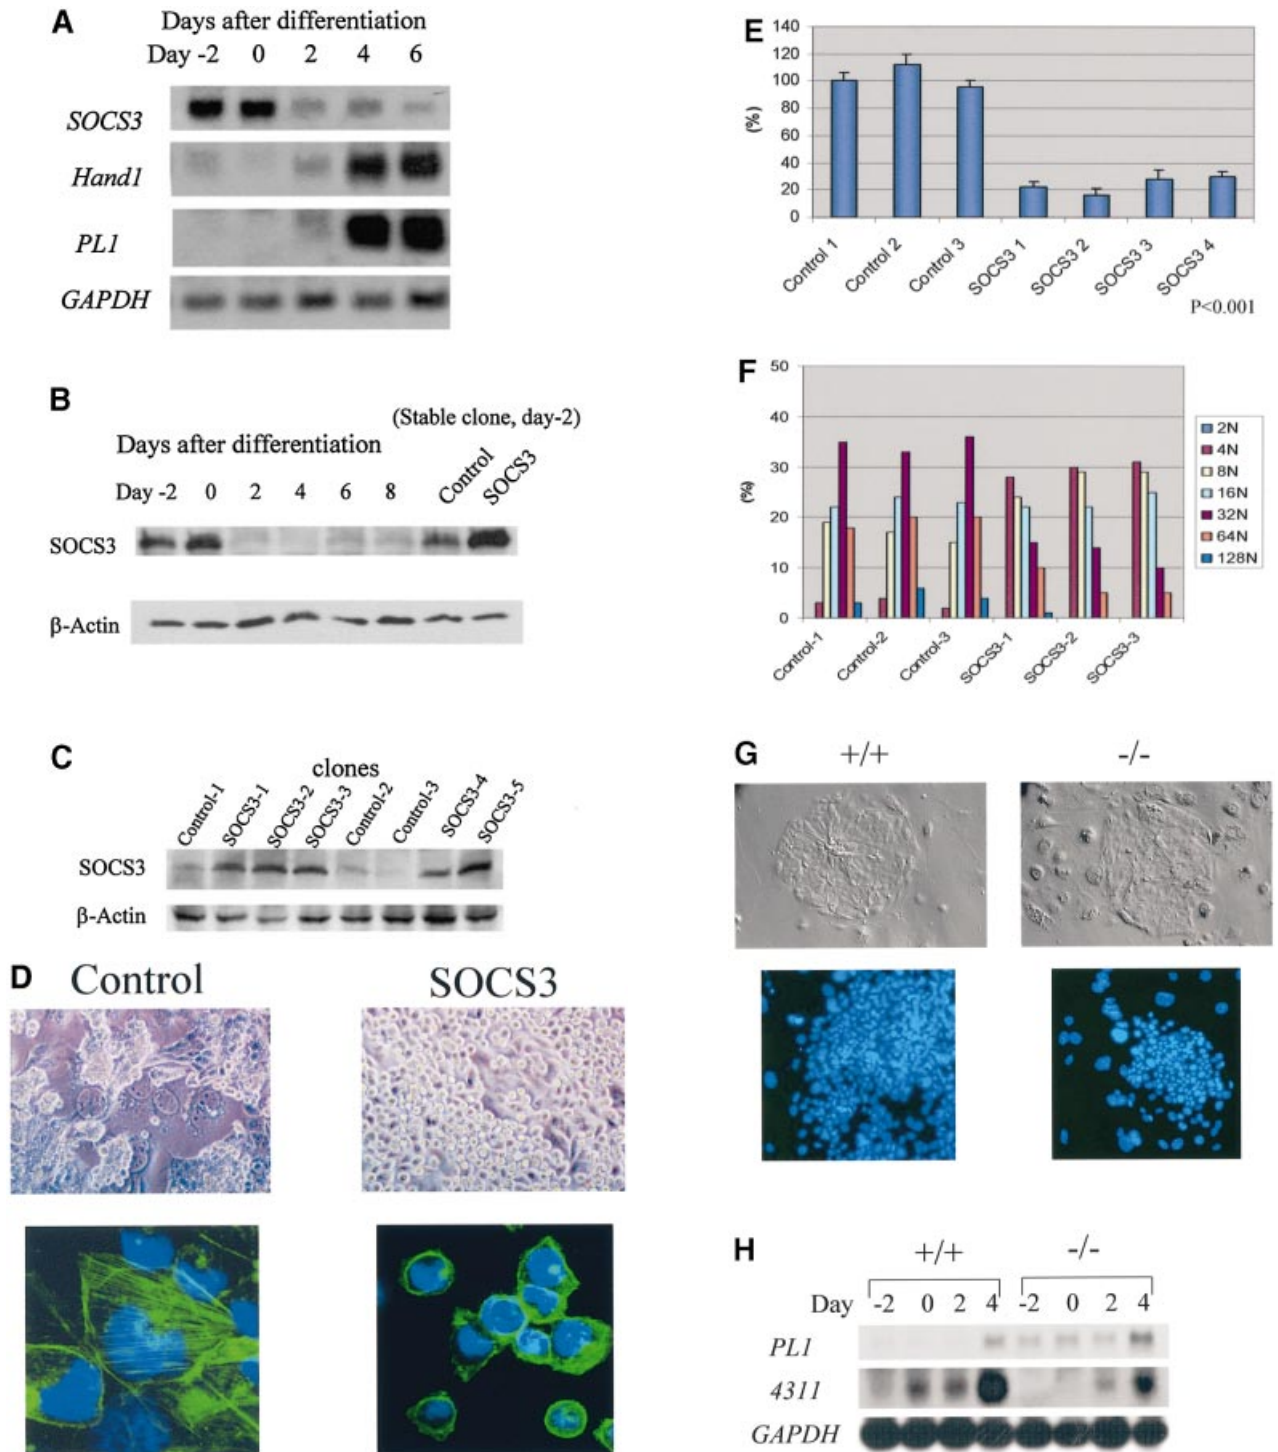 A
Days after differentiation
Day -2 0 2 4 6
SOCS3
Hand1
PL1
GAPDH
B
(Stable clone, day-2)
Days after differentiation
Control
SOCS3
Day -2 0 2 4 6 8
SOCS3
β-Actin
C
clones
Control-1
SOCS3-1
SOCS3-2
SOCS3-3
Control-2
Control-3
SOCS3-4
SOCS3-5
SOCS3
β-Actin
D
Control
SOCS3
E
140
120
100
80
60
40
20
0
(%)
Control 1
Control 2
Control 3
SOCS3 1
SOCS3 2
SOCS3 3
SOCS3 4
P<0.001
F
50
40
30
20
10
0
(%)
Control-1
Control-2
Control-3
SOCS3-1
SOCS3-2
SOCS3-3
2N
4N
8N
16N
32N
64N
128N
G
+/+
-/-
H
+/+
-/-
Day -2 0 2 4 -2 0 2 4
PL1
4311
GAPDH